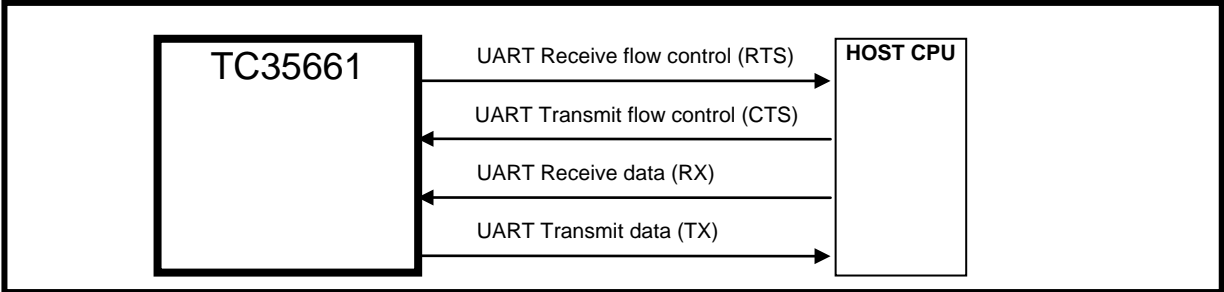 TC35661
UART Receive flow control (RTS)
HOST CPU
UART Transmit flow control (CTS)
UART Receive data (RX)
UART Transmit data (TX)